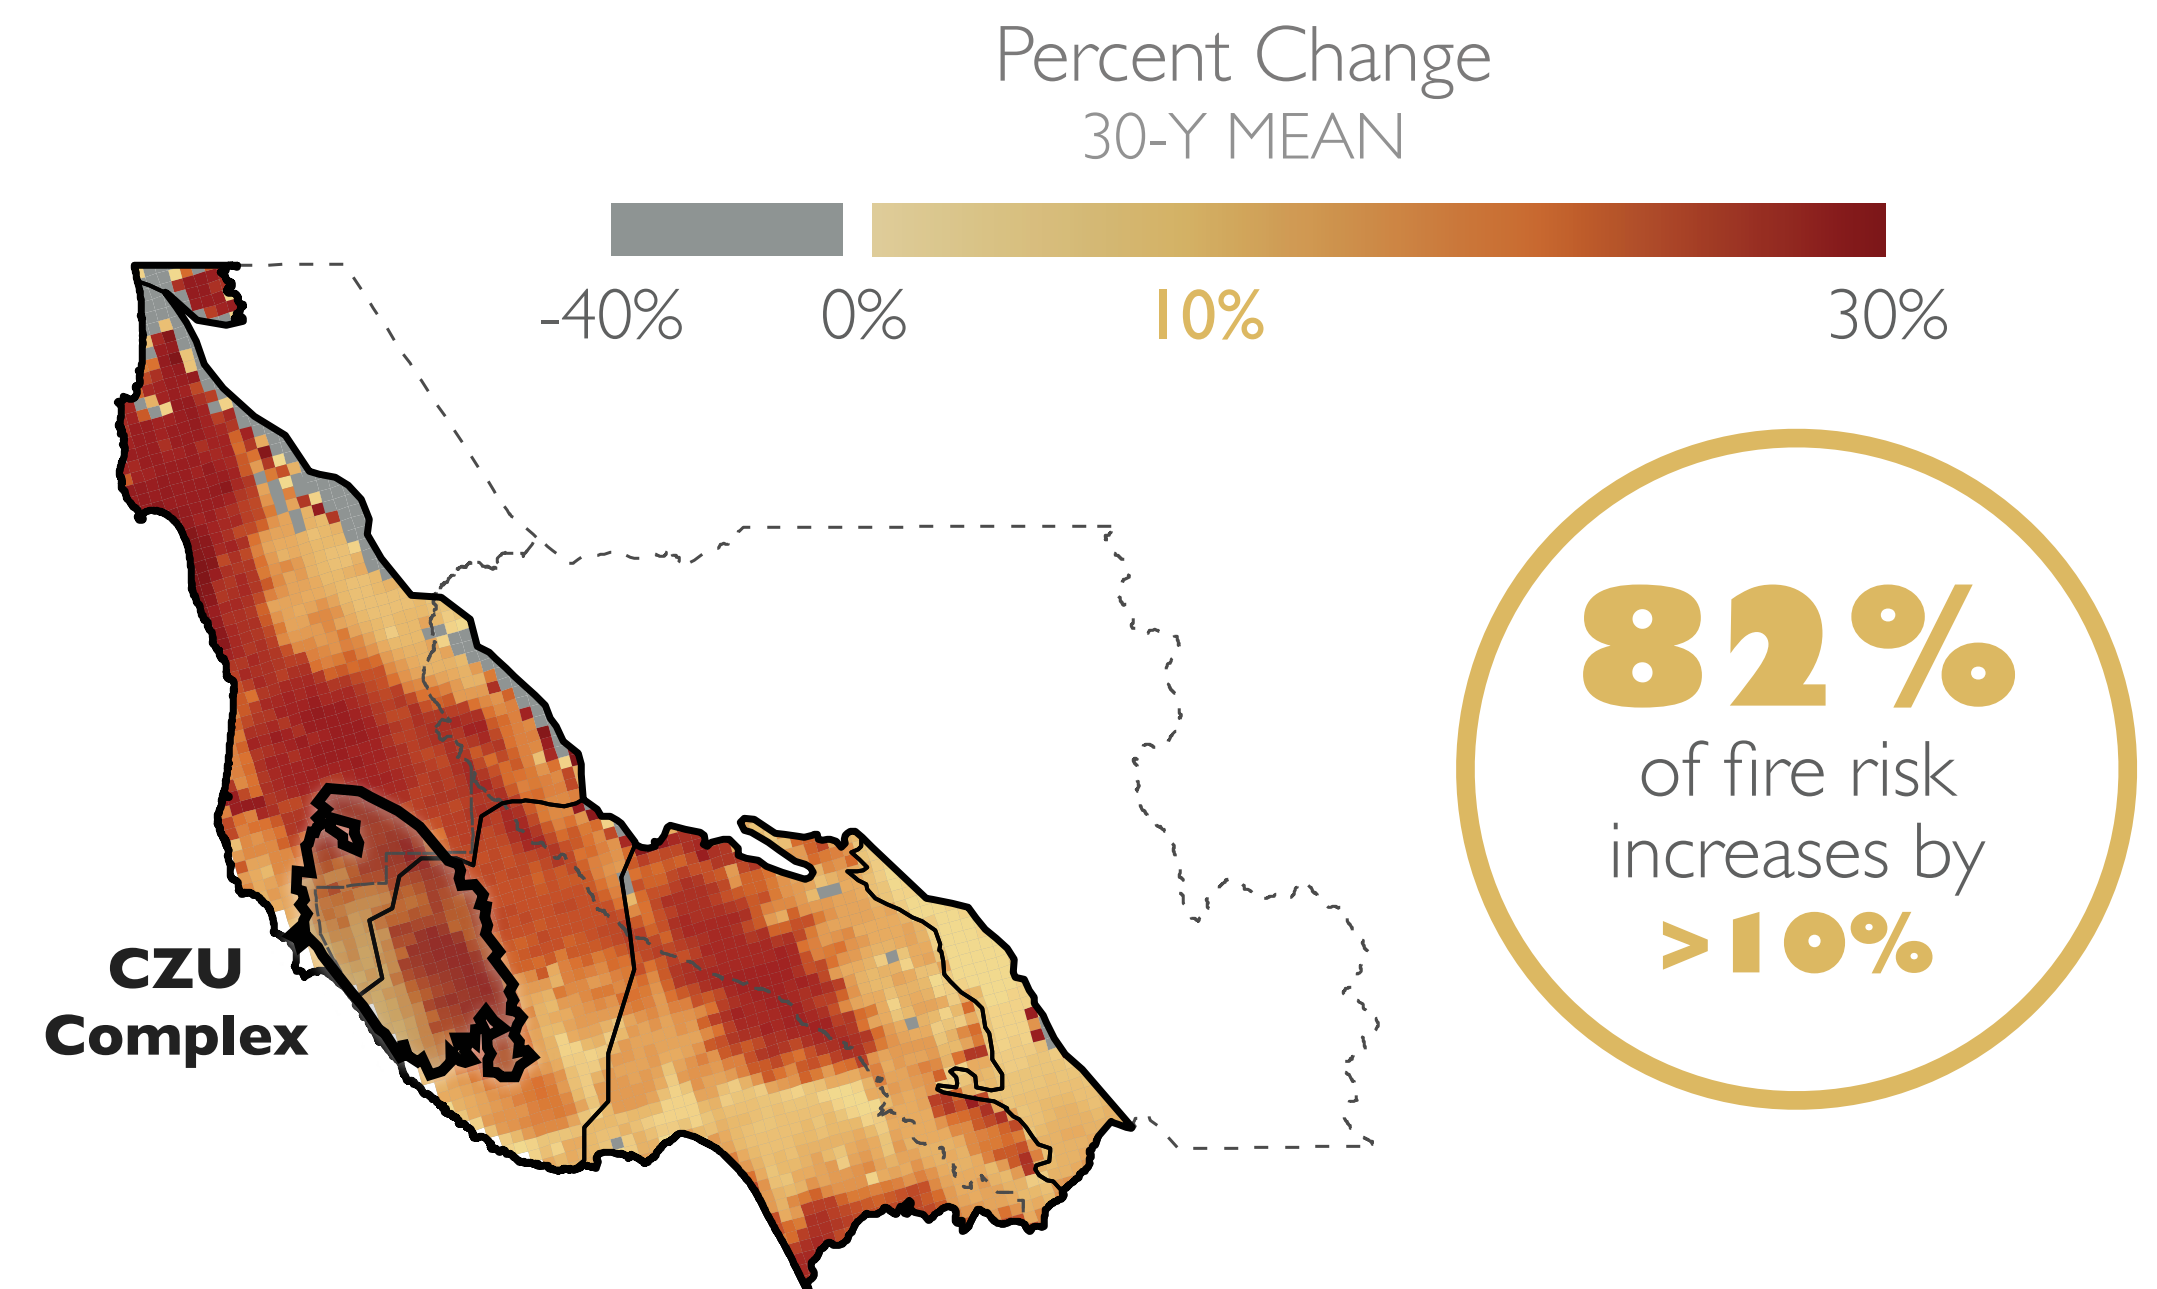 Percent Change
30-Y MEAN
-40%
0%
10%
30%
82%
of fire risk
increases by
>10%
CZU
Complex